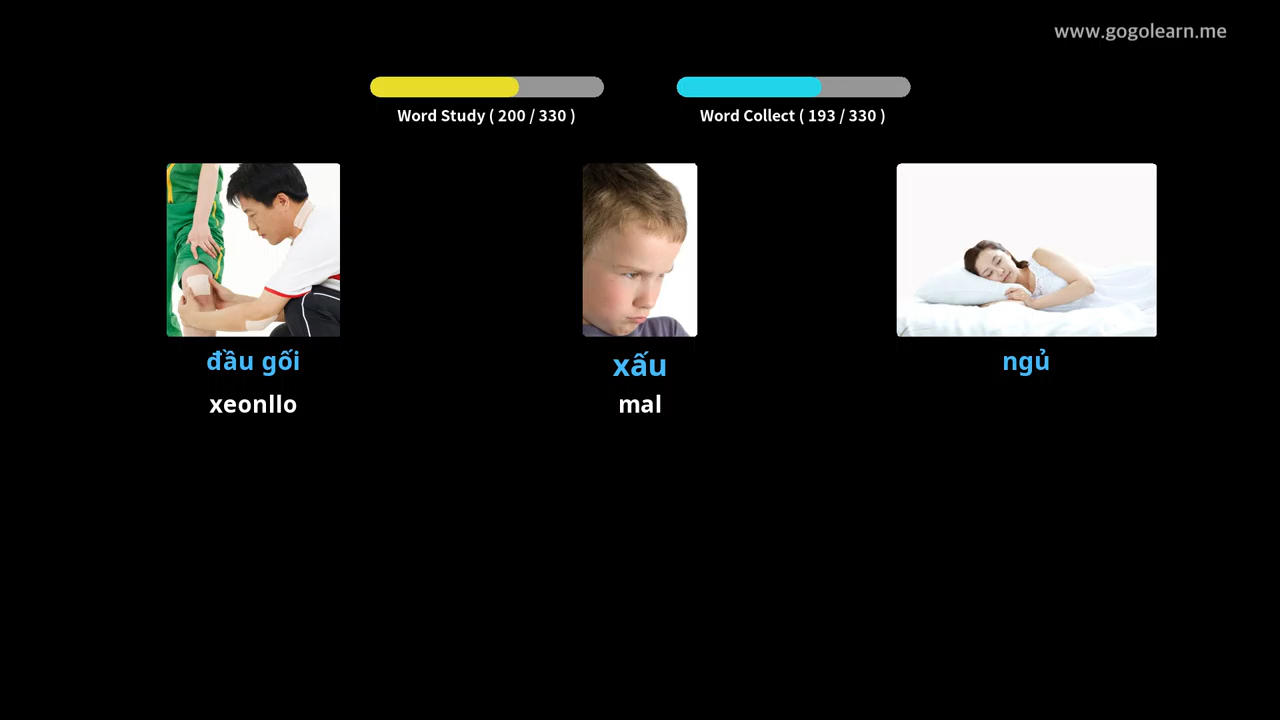 www.gogolearn.me
Word Study ( 200 / 330 )
Word Collect ( 193 / 330 )
đầu gối
xấu
ngủ
xeonllo
mal